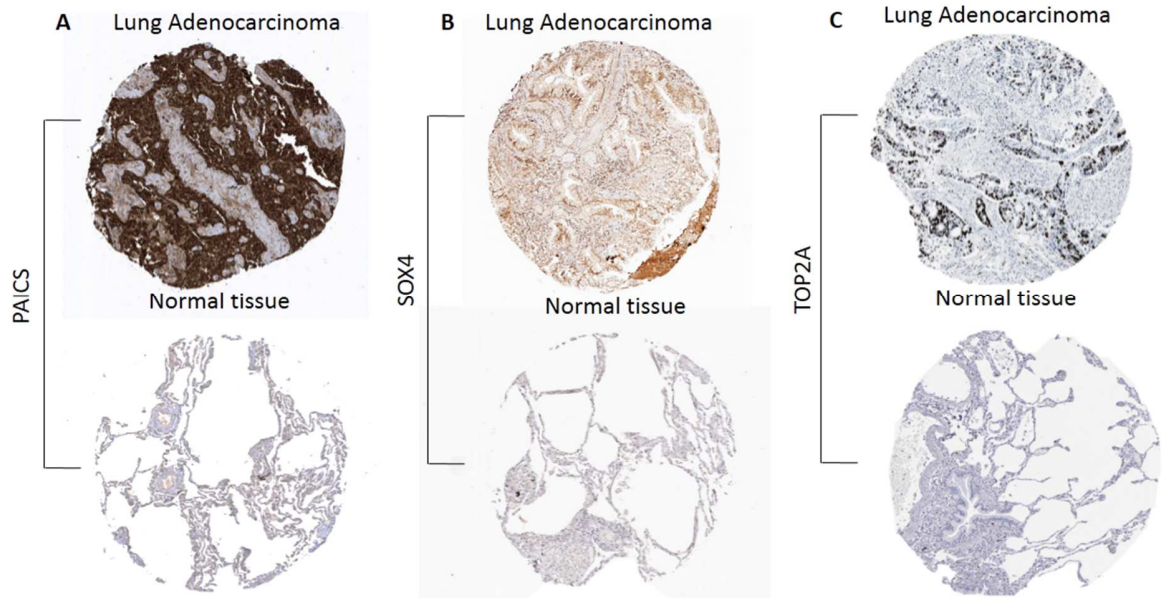 A
Lung Adenocarcinoma
PAICS
Normal tissue
B
Lung Adenocarcinoma
SOX4
Normal tissue
C
Lung Adenocarcinoma
TOP2A
Normal tissue